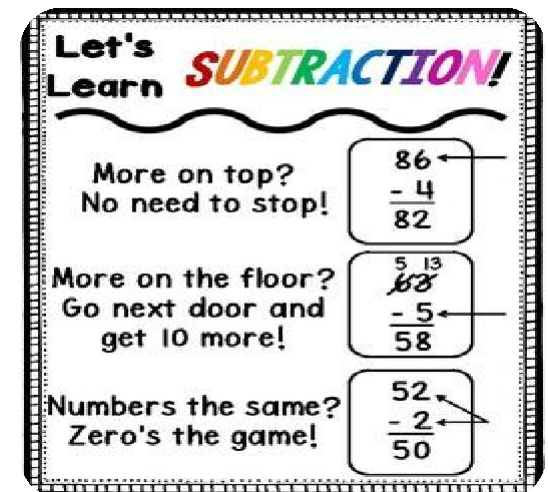 Let's
Learn SUBTRACTION!
More on top?
No need to stop!
86
- 4
82
More on the floor?
Go next door and
get 10 more!
5 13
63
- 5
58
Numbers the same?
Zero's the game!
52
- 2
50